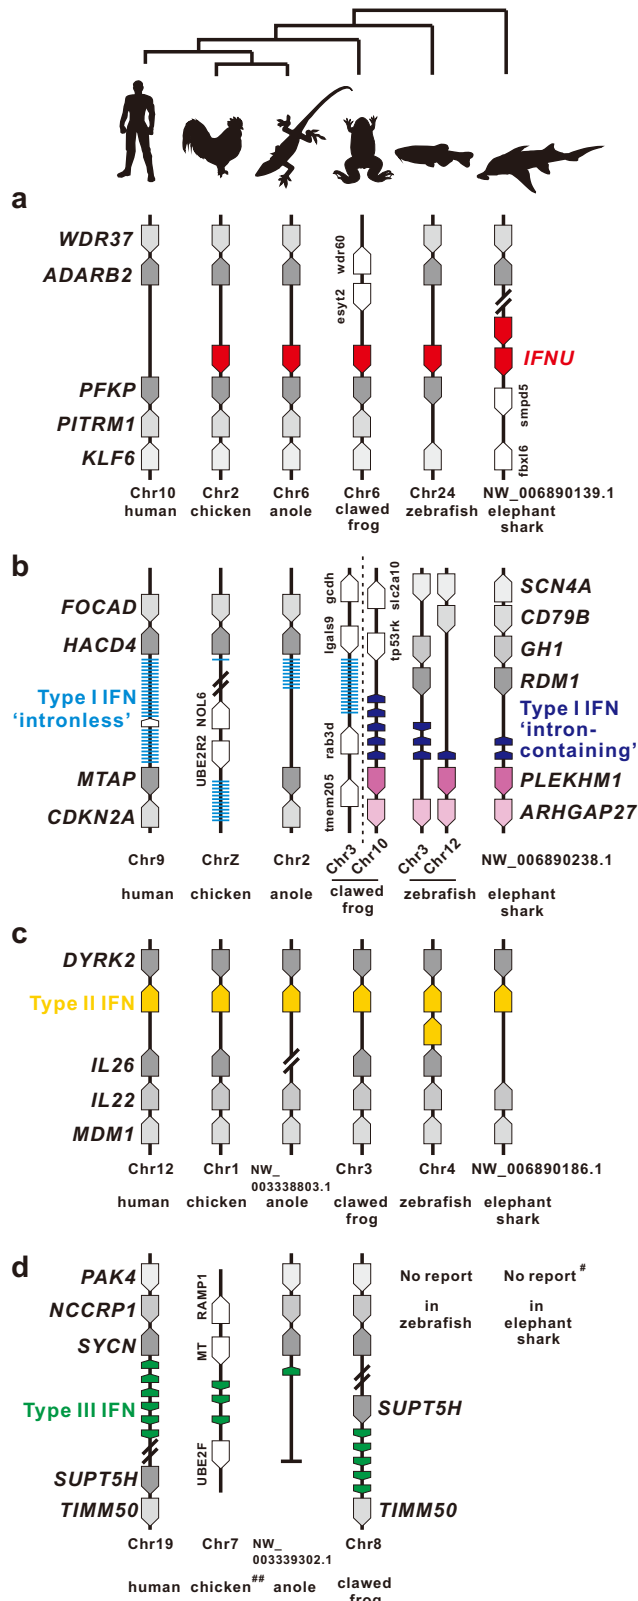 a
WDR37
ADARB2
wdr60
esyt2
IFNU
PFKP
PITRM1
KLF6
smpd5
fbxl6
Chr10 Chr2 Chr6 Chr6 Chr24 NW_006890139.1
human chicken anole clawed zebrafish elephant
frog shark
b
gcdh
slc2a10
SCN4A
FOCAD
CD79B
lgals9
tp53rk
HACD4
GH1
RDM1
Type I IFN
'intronless'
NOL6
UBE2R2
rab3d
Type I IFN
'intron-
containing'
MTAP
PLEKHM1
tmem205
CDKN2A
ARHGAP27
Chr9 ChrZ Chr2 Chr3 Chr10 Chr3 Chr12 NW_006890238.1
human chicken anole clawed zebrafish elephant
frog shark
c
DYRK2
Type II IFN
IL26
IL22
MDM1
Chr12 Chr1 NW_ Chr3 Chr4 NW_006890186.1
003338803.1
human chicken anole clawed zebrafish elephant
frog shark
d
PAK4
RAMP1
No report No report #
NCCRP1
in in
zebrafish elephant
shark
SYCN
MT
Type III IFN
SUPT5H
UBE2F
SUPT5H
TIMM50
TIMM50
Chr19 Chr7 NW_ Chr8
003339302.1
human chicken ## anole clawed
frog